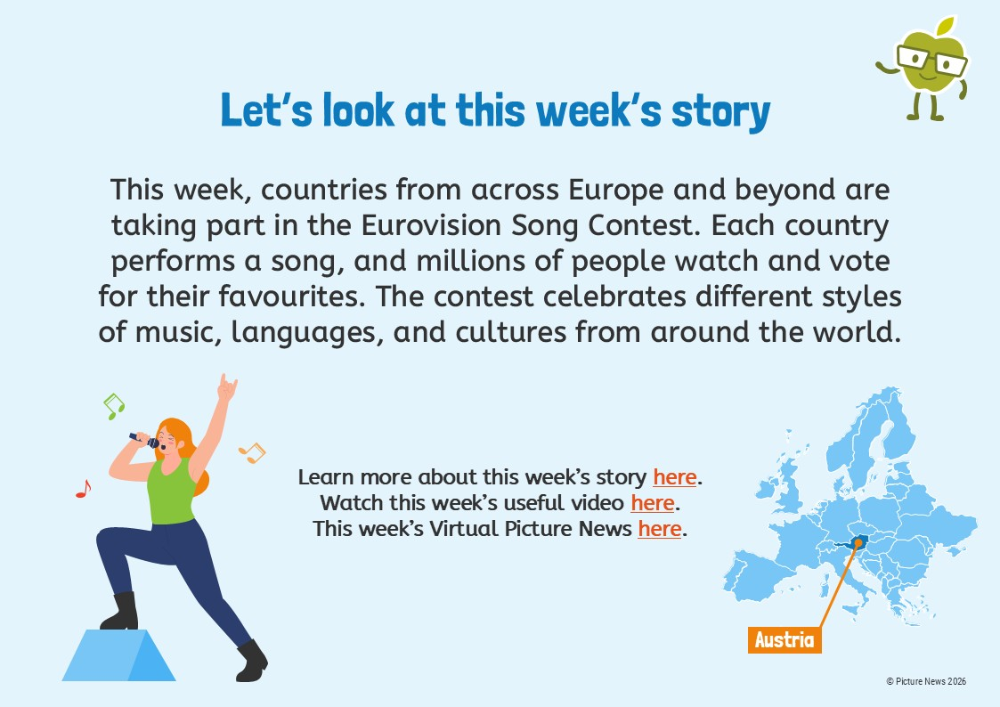 Let's look at this week's story
This week, countries from across Europe and beyond are
taking part in the Eurovision Song Contest. Each country
performs a song, and millions of people watch and vote
for their favourites. The contest celebrates different styles
of music, languages, and cultures from around the world.
Learn more about this week's story here.
Watch this week's useful video here.
This week's Virtual Picture News here.
Austria
© Picture News 2026